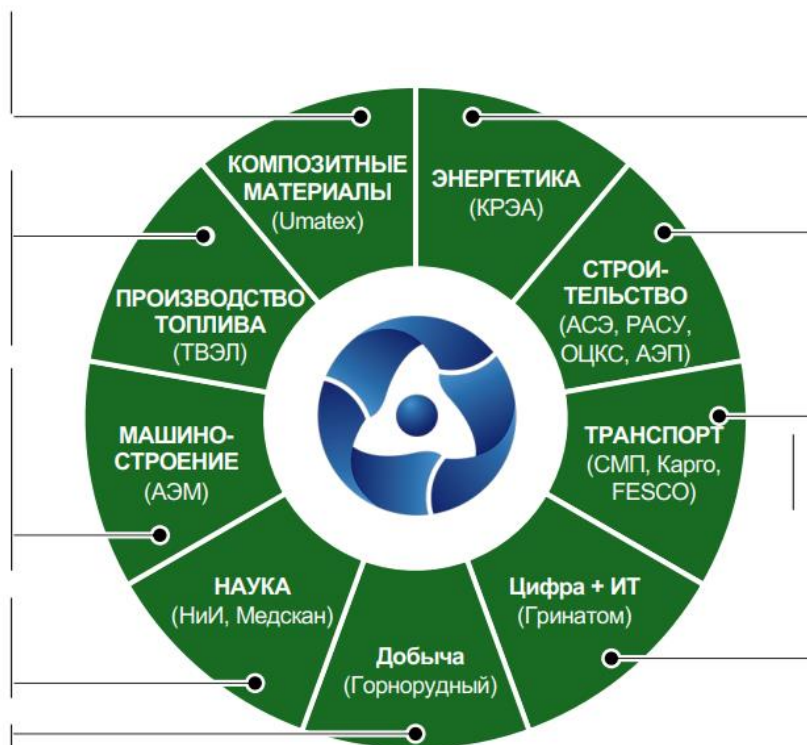 КОМПОЗИТНЫЕ
МАТЕРИАЛЫ
(Umatex)
ЭНЕРГЕТИКА
(КРЭА)
СТРОИ-
ТЕЛЬСТВО
(АСЭ, РАСУ,
ОЦКС, АЭП)
ТРАНСПОРТ
(СМП, Карго,
FESCO)
Цифра + ИТ
(Гринатом)
Добыча
(Горнорудный)
НАУКА
(НиИ, Медскан)
МАШИНО-
СТРОЕНИЕ
(АЭМ)
ПРОИЗВОДСТВО
ТОПЛИВА
(ТВЭЛ)